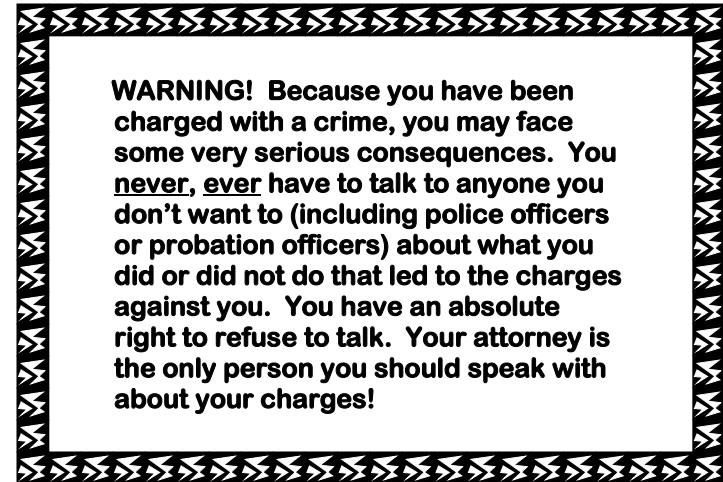 WARNING!  Because you have been
charged with a crime, you may face
some very serious consequences.  You
never, ever have to talk to anyone you
don’t want to (including police officers
or probation officers) about what you
did or did not do that led to the charges
against you.  You have an absolute
right to refuse to talk.  Your attorney is
the only person you should speak with
about your charges!